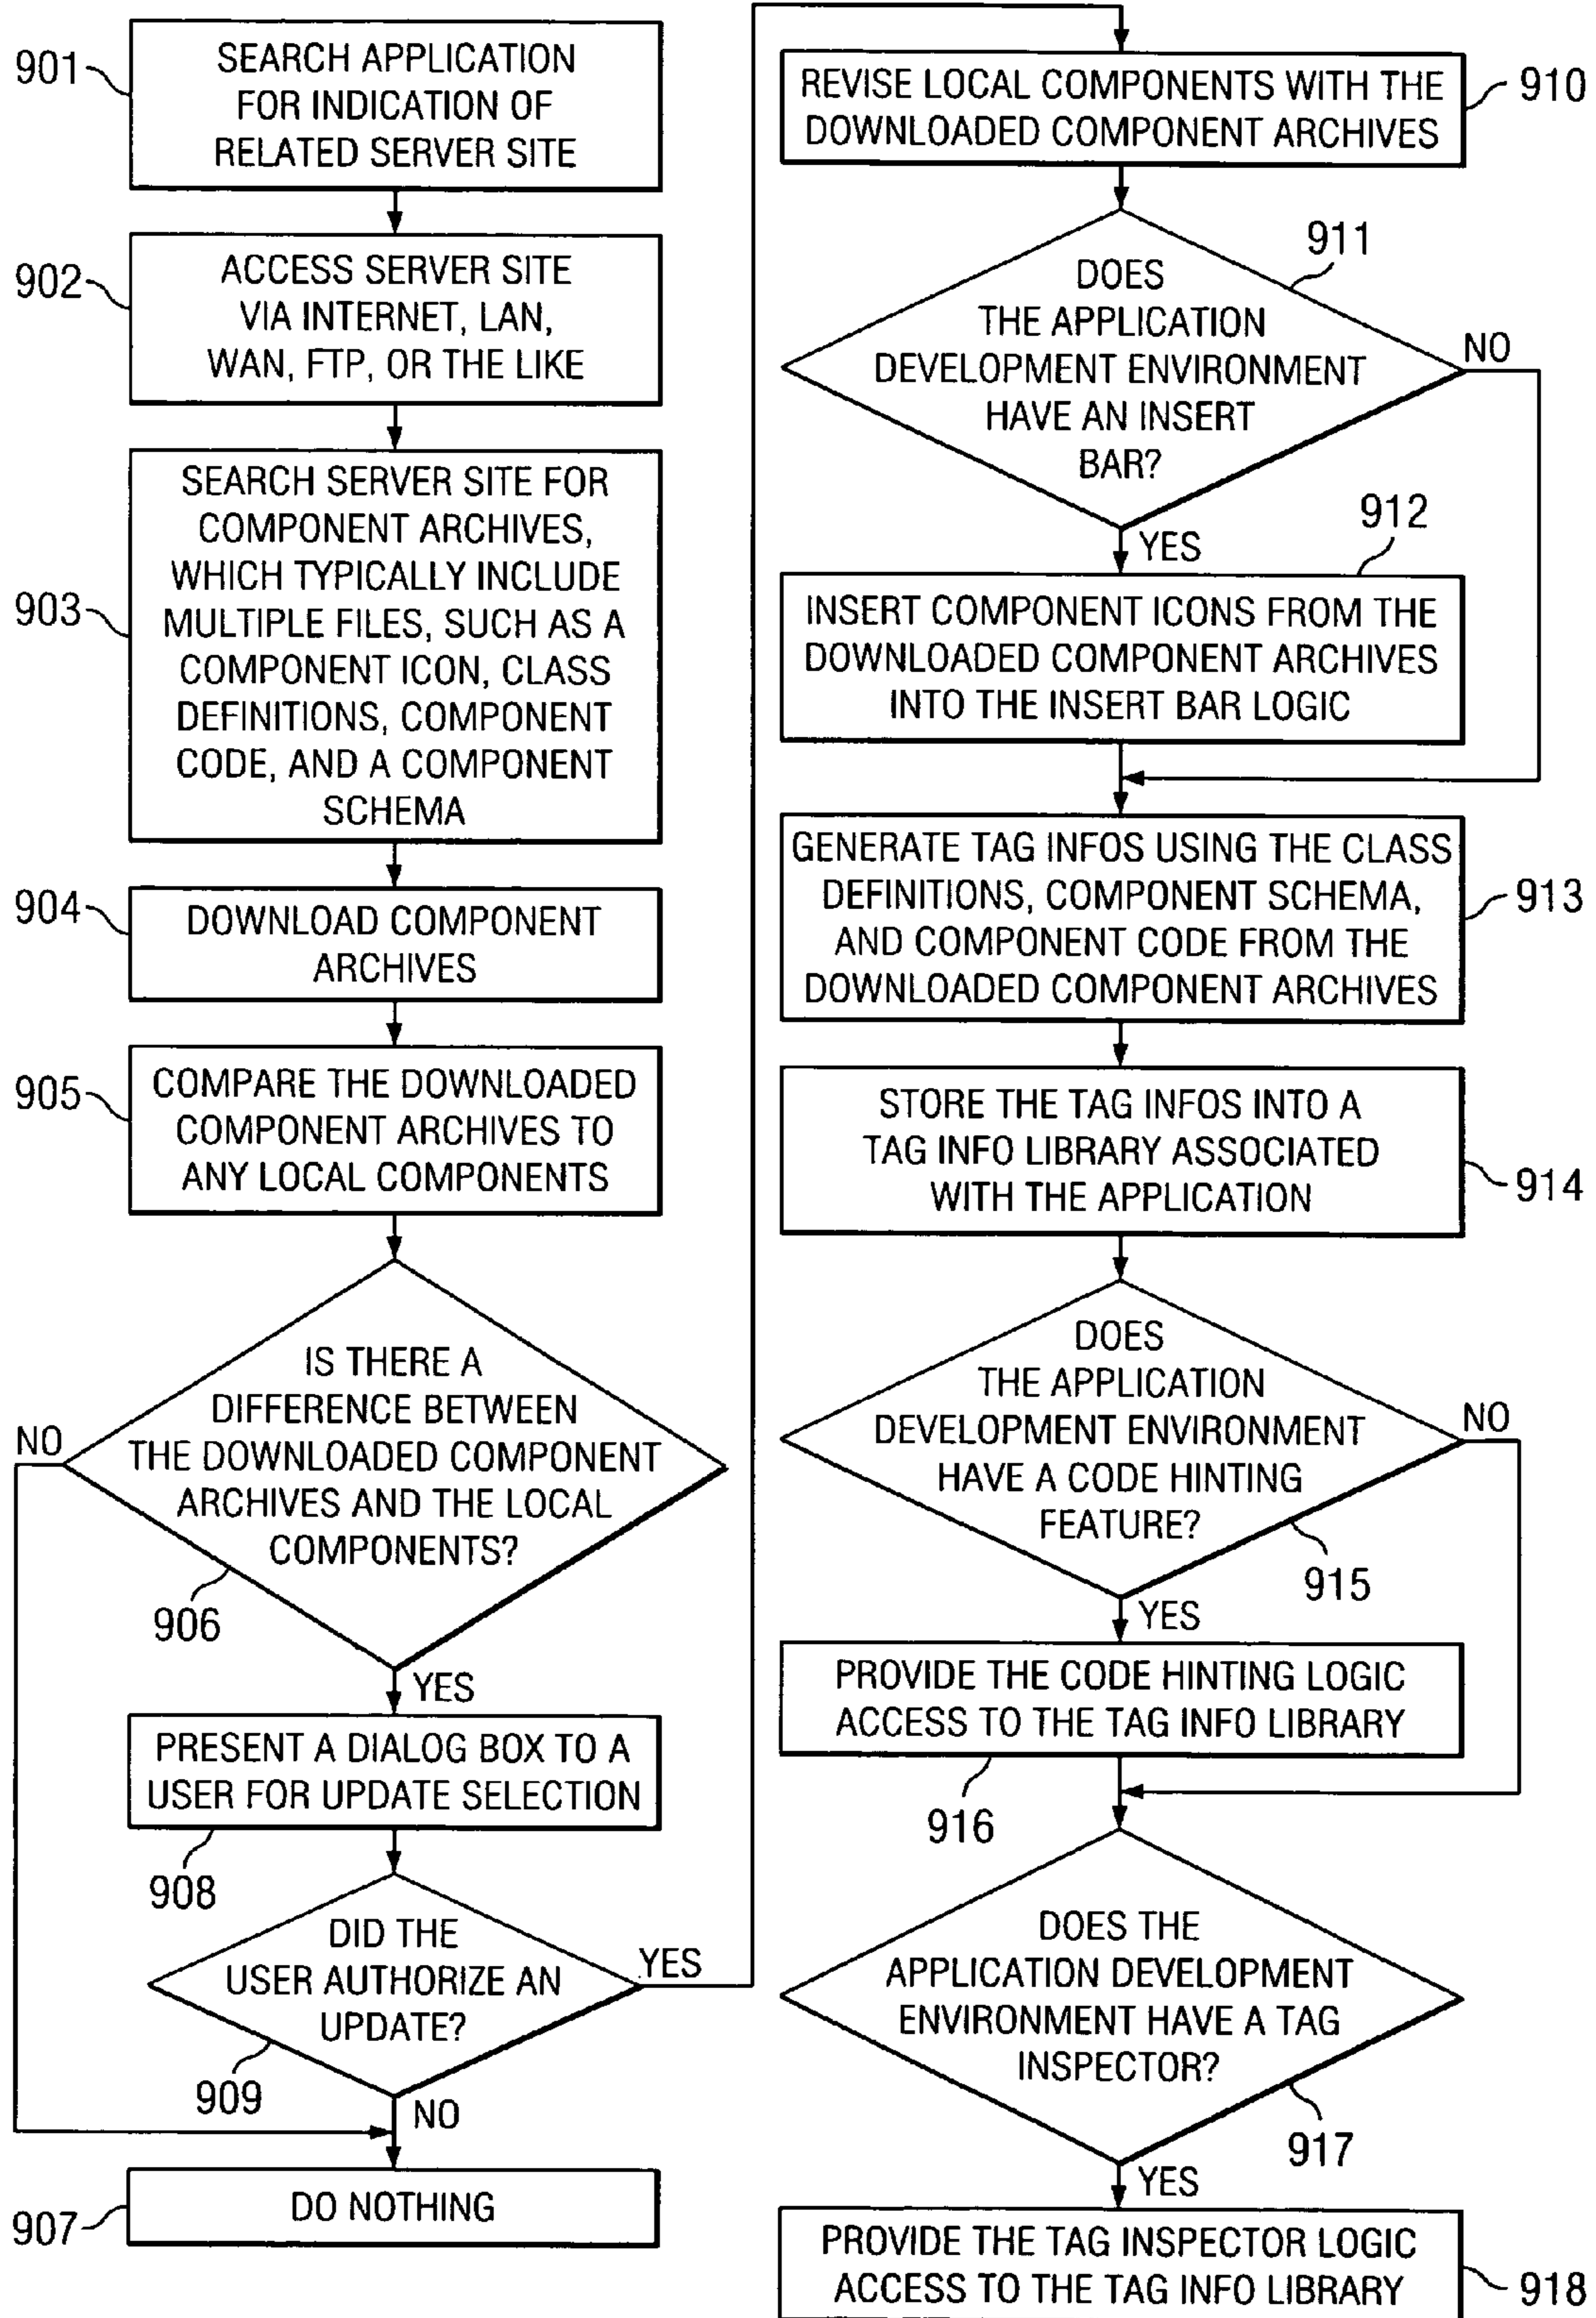 901
SEARCH APPLICATION
FOR INDICATION OF
RELATED SERVER SITE
902
ACCESS SERVER SITE
VIA INTERNET, LAN,
WAN, FTP, OR THE LIKE
903
SEARCH SERVER SITE FOR
COMPONENT ARCHIVES,
WHICH TYPICALLY INCLUDE
MULTIPLE FILES, SUCH AS A
COMPONENT ICON, CLASS
DEFINITIONS, COMPONENT
CODE, AND A COMPONENT
SCHEMA
904
DOWNLOAD COMPONENT
ARCHIVES
905
COMPARE THE DOWNLOADED
COMPONENT ARCHIVES TO
ANY LOCAL COMPONENTS
IS THERE A
DIFFERENCE BETWEEN
THE DOWNLOADED COMPONENT
ARCHIVES AND THE LOCAL
COMPONENTS?
NO
906
YES
PRESENT A DIALOG BOX TO A
USER FOR UPDATE SELECTION
908
DID THE
USER AUTHORIZE AN
UPDATE?
YES
909
NO
DO NOTHING
907
REVISE LOCAL COMPONENTS WITH THE
DOWNLOADED COMPONENT ARCHIVES
910
911
DOES
THE APPLICATION
DEVELOPMENT ENVIRONMENT
HAVE AN INSERT
BAR?
NO
YES
912
INSERT COMPONENT ICONS FROM THE
DOWNLOADED COMPONENT ARCHIVES
INTO THE INSERT BAR LOGIC
GENERATE TAG INFOS USING THE CLASS
DEFINITIONS, COMPONENT SCHEMA,
AND COMPONENT CODE FROM THE
DOWNLOADED COMPONENT ARCHIVES
913
STORE THE TAG INFOS INTO A
TAG INFO LIBRARY ASSOCIATED
WITH THE APPLICATION
914
DOES
THE APPLICATION
DEVELOPMENT ENVIRONMENT
HAVE A CODE HINTING
FEATURE?
NO
915
YES
PROVIDE THE CODE HINTING LOGIC
ACCESS TO THE TAG INFO LIBRARY
916
DOES THE
APPLICATION DEVELOPMENT
ENVIRONMENT HAVE A TAG
INSPECTOR?
917
YES
PROVIDE THE TAG INSPECTOR LOGIC
ACCESS TO THE TAG INFO LIBRARY
918